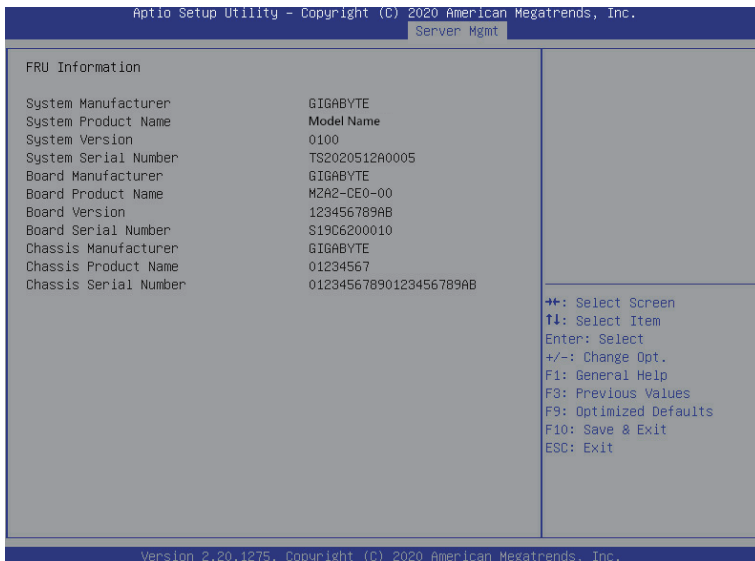 Aptio Setup Utility – Copyright (C) 2020 American Megatrends, Inc.
Server Mgmt
FRU Information
System Manufacturer GIGABYTE
System Product Name Model Name
System Version 0100
System Serial Number TS2020512A0005
Board Manufacturer GIGABYTE
Board Product Name MZA2-CE0-00
Board Version 123456789AB
Board Serial Number S19C6200010
Chassis Manufacturer GIGABYTE
Chassis Product Name 01234567
Chassis Serial Number 01234567890123456789AB
→←: Select Screen
↑↓: Select Item
Enter: Select
+/-: Change Opt.
F1: General Help
F3: Previous Values
F9: Optimized Defaults
F10: Save & Exit
ESC: Exit
Version 2.20.1275. Copyright (C) 2020 American Megatrends, Inc.